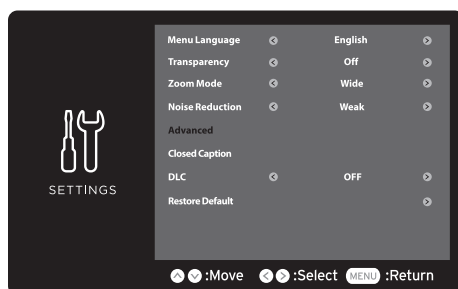 Menu Language English
Transparency Off
Zoom Mode Wide
Noise Reduction Weak
Advanced
Closed Caption
DLC OFF
Restore Default
SETTINGS
:Move :Select MENU :Return